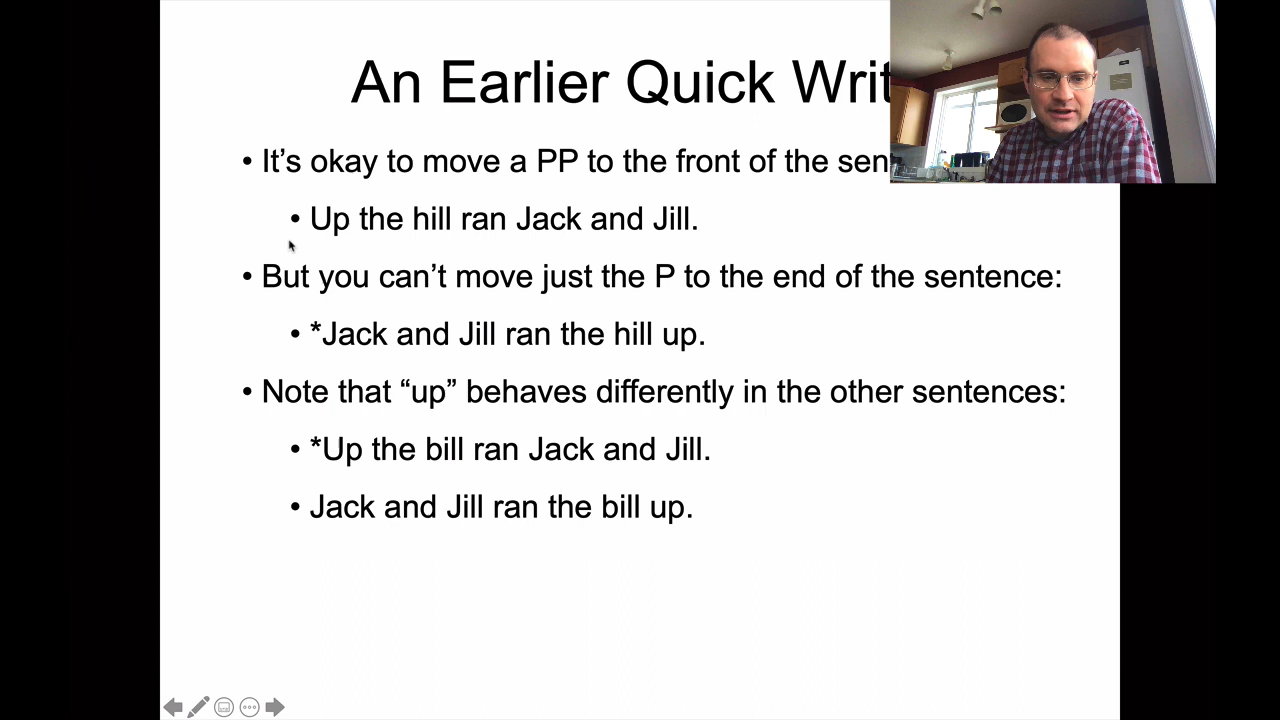 An Earlier Quick Writ
• It’s okay to move a PP to the front of the sen
• Up the hill ran Jack and Jill.
• But you can’t move just the P to the end of the sentence:
• *Jack and Jill ran the hill up.
• Note that “up” behaves differently in the other sentences:
• *Up the bill ran Jack and Jill.
• Jack and Jill ran the bill up.